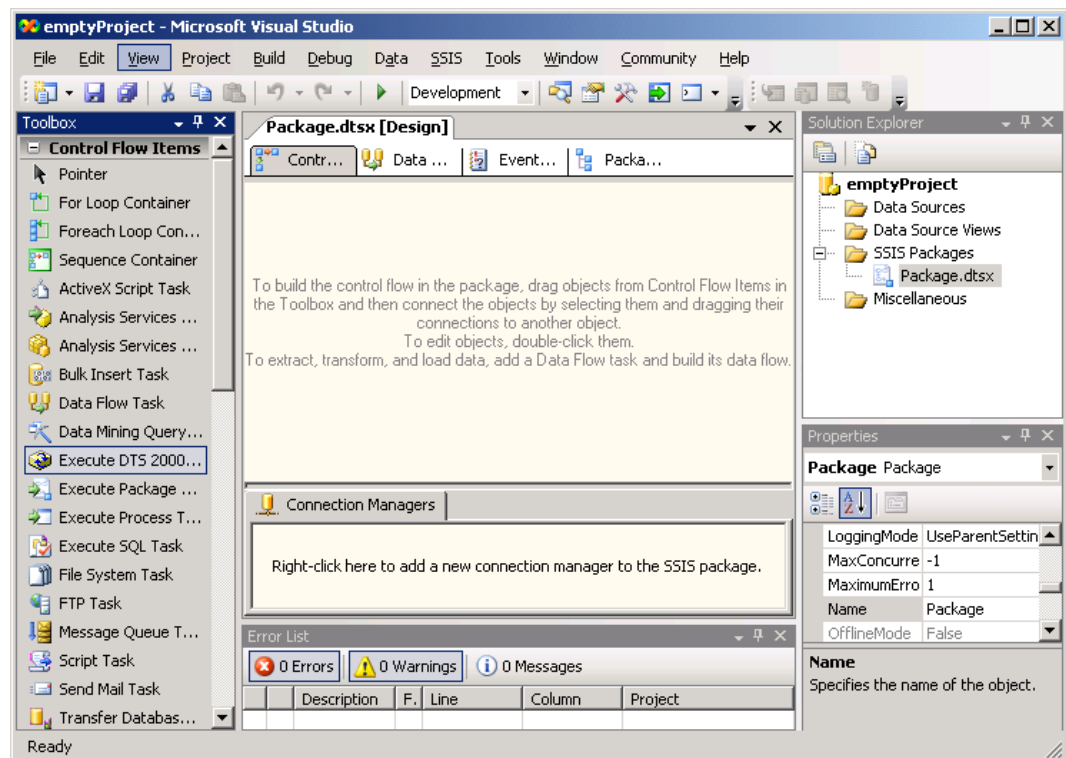 emptyProject - Microsoft Visual Studio
File Edit View Project Build Debug Data SSIS Tools Window Community Help
Development
Toolbox
Control Flow Items
Pointer
For Loop Container
Foreach Loop Con...
Sequence Container
ActiveX Script Task
Analysis Services ...
Analysis Services ...
Bulk Insert Task
Data Flow Task
Data Mining Query...
Execute DTS 2000...
Execute Package ...
Execute Process T...
Execute SQL Task
File System Task
FTP Task
Message Queue T...
Script Task
Send Mail Task
Transfer Databas...
Package.dtsx [Design]
Contr... Data ... Event... Packa...
To build the control flow in the package, drag objects from Control Flow Items in
the Toolbox and then connect the objects by selecting them and dragging their
connections to another object.
To edit objects, double-click them.
To extract, transform, and load data, add a Data Flow task and build its data flow.
Connection Managers
Right-click here to add a new connection manager to the SSIS package.
Error List
0 Errors 0 Warnings 0 Messages
Description F. Line Column Project
Solution Explorer
emptyProject
Data Sources
Data Source Views
SSIS Packages
Package.dtsx
Miscellaneous
Properties
Package Package
LoggingMode UseParentSettin
MaxConcurre -1
MaximumErro 1
Name Package
OfflineMode False
Name
Specifies the name of the object.
Ready